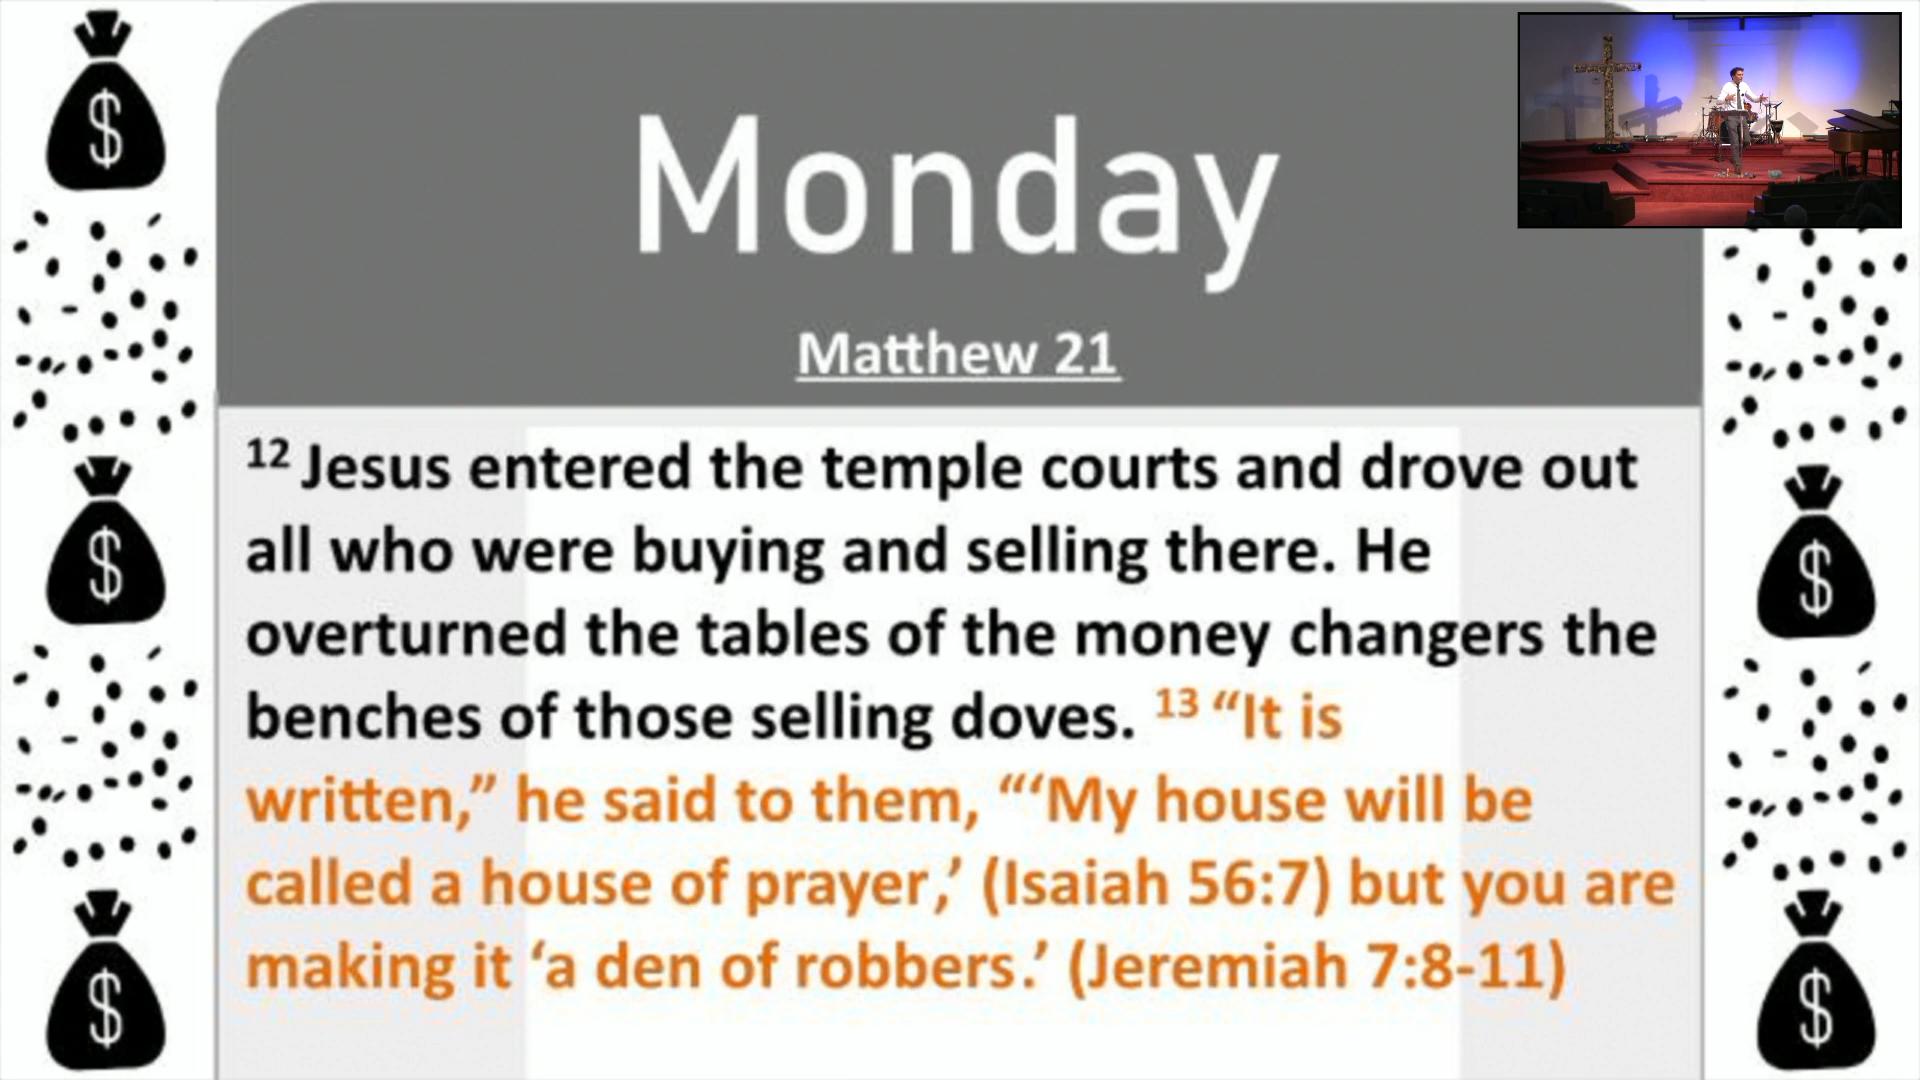 Monday
Matthew 21
12 Jesus entered the temple courts and drove out
all who were buying and selling there. He
overturned the tables of the money changers the
benches of those selling doves. 13 “It is
written,” he said to them, “‘My house will be
called a house of prayer,’ (Isaiah 56:7) but you are
making it ‘a den of robbers.’ (Jeremiah 7:8-11)
$
$
$
$
$